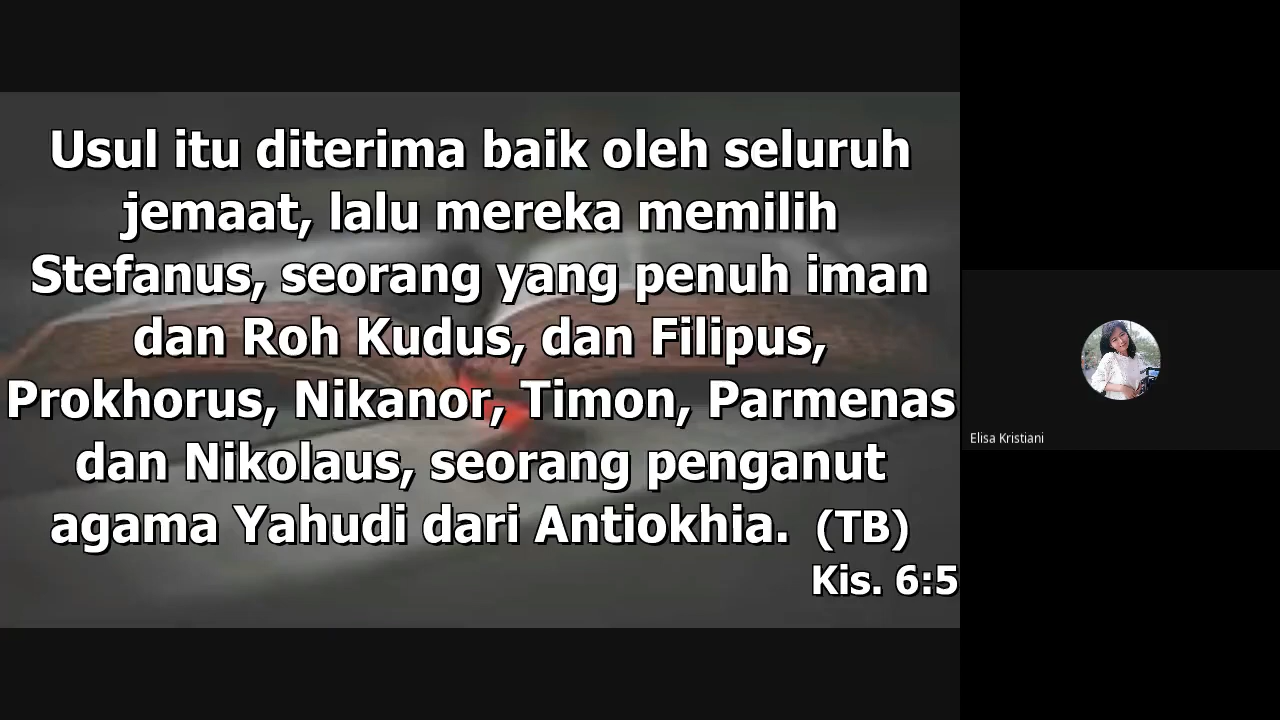 Usul itu diterima baik oleh seluruh
jemaat, lalu mereka memilih
Stefanus, seorang yang penuh iman
dan Roh Kudus, dan Filipus,
Prokhorus, Nikanor, Timon, Parmenas
dan Nikolaus, seorang penganut
agama Yahudi dari Antiokhia. (TB)
Kis. 6:5
Elisa Kristiani